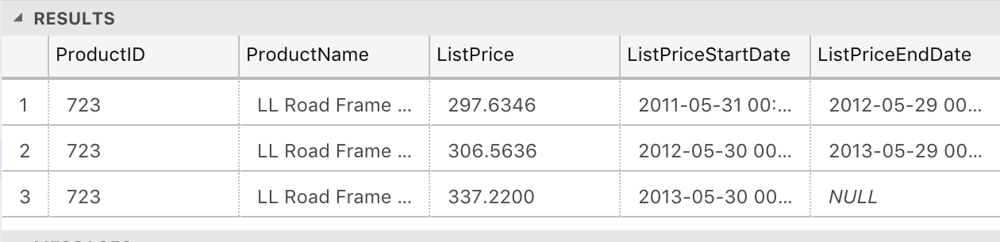 RESULTS
ProductID ProductName ListPrice ListPriceStartDate ListPriceEndDate
1 723 LL Road Frame ... 297.6346 2011-05-31 00:... 2012-05-29 00...
2 723 LL Road Frame ... 306.5636 2012-05-30 00... 2013-05-29 00...
3 723 LL Road Frame ... 337.2200 2013-05-30 00... NULL